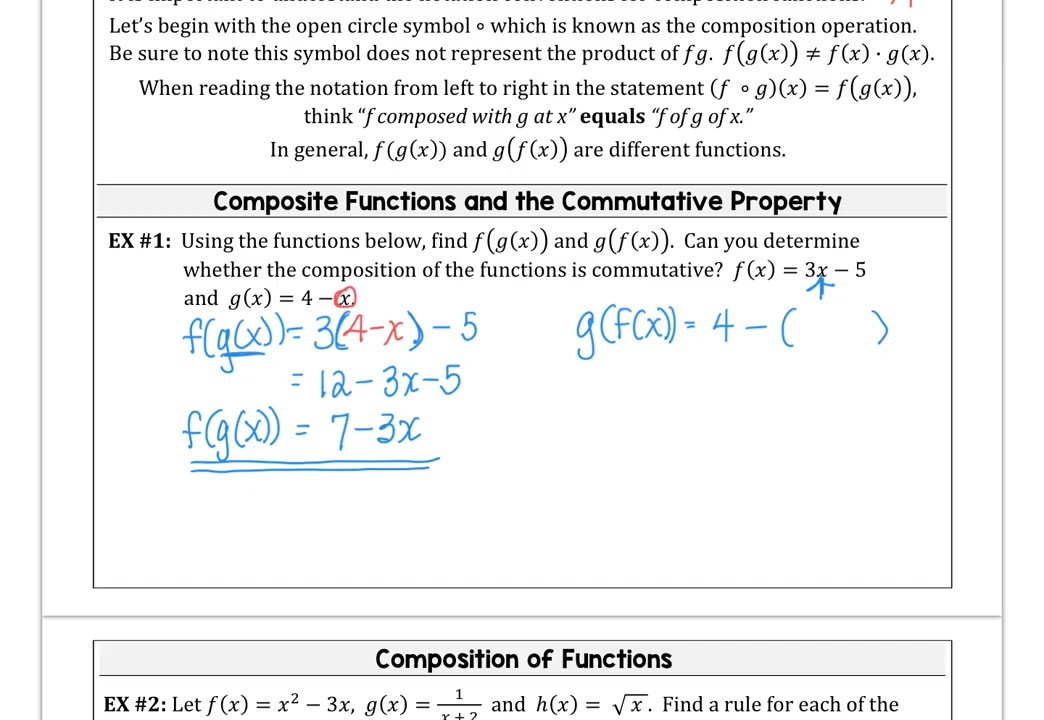 Let's begin with the open circle symbol ∘ which is known as the composition operation.
Be sure to note this symbol does not represent the product of fg. f(g(x)) ≠ f(x) · g(x).
When reading the notation from left to right in the statement (f ∘ g)(x) = f(g(x)),
think "f composed with g at x" equals "f of g of x."
In general, f(g(x)) and g(f(x)) are different functions.
Composite Functions and the Commutative Property
EX #1: Using the functions below, find f(g(x)) and g(f(x)). Can you determine
whether the composition of the functions is commutative? f(x) = 3x − 5
and g(x) = 4 − x.
f(g(x)) = 3(4-x) - 5
g(f(x)) = 4 - ( )
= 12 - 3x - 5
f(g(x)) = 7 - 3x
Composition of Functions
EX #2: Let f(x) = x² − 3x, g(x) = 1/(x + 2) and h(x) = √x. Find a rule for each of the